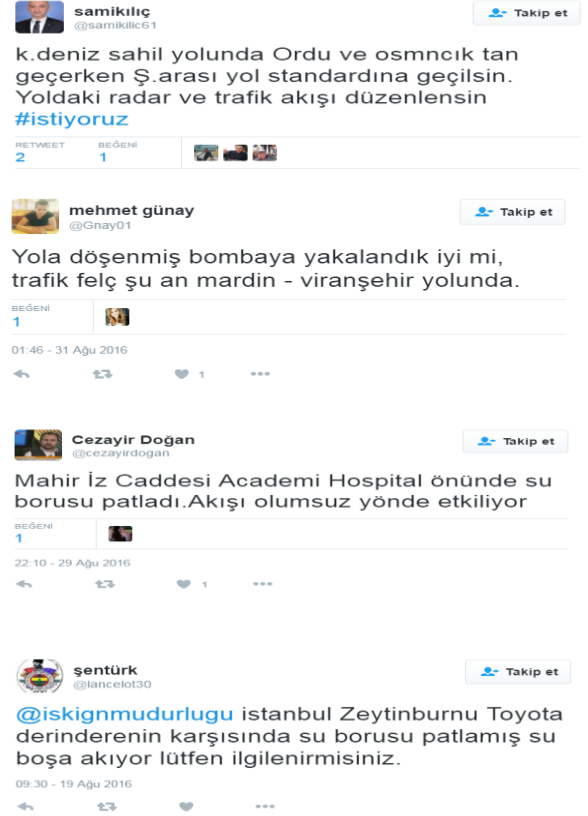 samikılıç
@samikilic61
Takip et
k.deniz sahil yolunda Ordu ve osmncık tan
geçerken Ş.arası yol standardına geçilsin.
Yoldaki radar ve trafik akışı düzenlensin
#istiyoruz
RETWEET BEĞENİ
2 1
mehmet günay
@Gnay01
Takip et
Yola döşenmiş bombaya yakalandık iyi mi,
trafik felç şu an mardin - viranşehir yolunda.
BEĞENİ
1
01:46 - 31 Ağu 2016
1
Cezayir Doğan
@cezayirdogan
Takip et
Mahir İz Caddesi Academi Hospital önünde su
borusu patladı.Akışı olumsuz yönde etkiliyor
BEĞENİ
1
22:10 - 29 Ağu 2016
1
şentürk
@lancelot30
Takip et
@iskignmudurlugu istanbul Zeytinburnu Toyota
derinderenin karşısında su borusu patlamış su
boşa akıyor lütfen ilgilenirmisiniz.
09:30 - 19 Ağu 2016